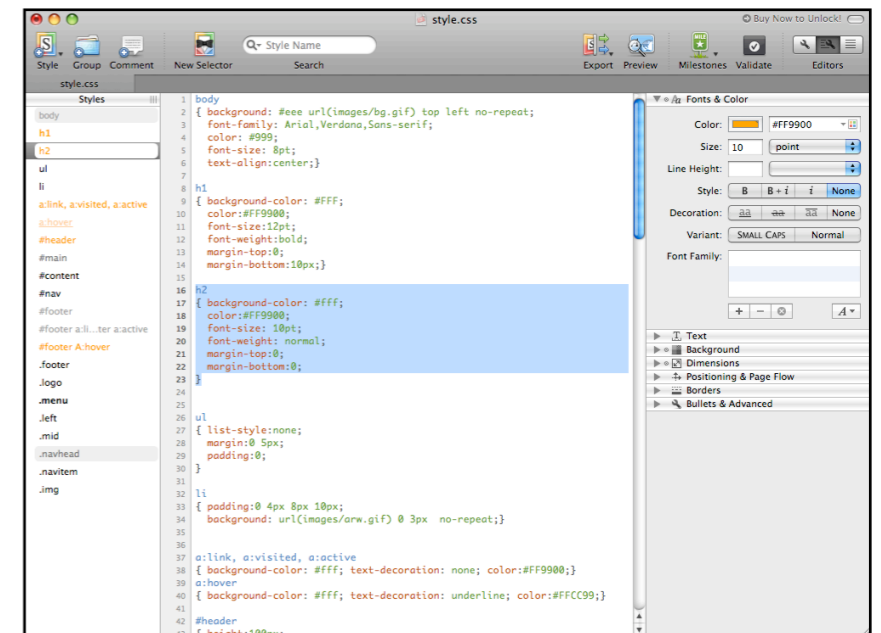 style.css
Buy Now to Unlock!
Style Name
Style Group Comment New Selector Search Export Preview Milestones Validate Editors
style.css
Styles
body
h1
h2
ul
li
a:link, a:visited, a:active
a:hover
#header
#main
#content
#nav
#footer
#footer a:li...ter a:active
#footer A:hover
.footer
.logo
.menu
.left
.mid
.navhead
.navitem
.img
1 body
2 { background: #eee url(images/bg.gif) top left no-repeat;
3 font-family: Arial,Verdana,Sans-serif;
4 color: #999;
5 font-size: 8pt;
6 text-align:center;}
7
8 h1
9 { background-color: #FFF;
10 color:#FF9900;
11 font-size:12pt;
12 font-weight:bold;
13 margin-top:0;
14 margin-bottom:10px;}
15
16 h2
17 { background-color: #fff;
18 color:#FF9900;
19 font-size: 10pt;
20 font-weight: normal;
21 margin-top:0;
22 margin-bottom:0;
23 }
24
25
26 ul
27 { list-style:none;
28 margin:0 5px;
29 padding:0;
30 }
31
32 li
33 { padding:0 4px 8px 10px;
34 background: url(images/arw.gif) 0 3px no-repeat;}
35
36
37 a:link, a:visited, a:active
38 { background-color: #fff; text-decoration: none; color:#FF9900;}
39 a:hover
40 { background-color: #fff; text-decoration: underline; color:#FFCC99;}
41
42 #header
{ height:100px;
Fonts & Color
Color: #FF9900
Size: 10 point
Line Height:
Style: B B + i i None
Decoration: aa aa aa None
Variant: SMALL CAPS Normal
Font Family:
+ − A
T Text
Background
Dimensions
Positioning & Page Flow
Borders
Bullets & Advanced